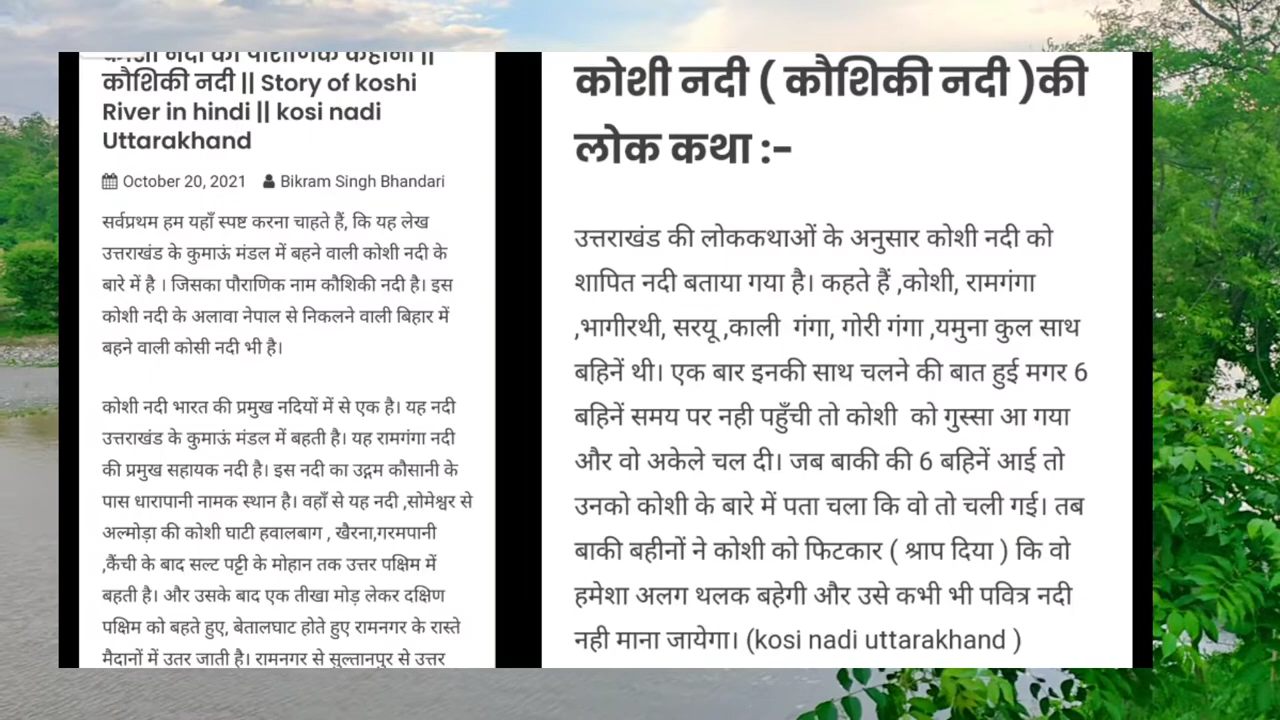 कोसी नदी की पौराणिक कहानी ||
कौशिकी नदी || Story of koshi
River in hindi || kosi nadi
Uttarakhand
October 20, 2021 Bikram Singh Bhandari
सर्वप्रथम हम यहाँ स्पष्ट करना चाहते हैं, कि यह लेख
उत्तराखंड के कुमाऊं मंडल में बहने वाली कोशी नदी के
बारे में है । जिसका पौराणिक नाम कौशिकी नदी है। इस
कोशी नदी के अलावा नेपाल से निकलने वाली बिहार में
बहने वाली कोसी नदी भी है।
कोशी नदी भारत की प्रमुख नदियों में से एक है। यह नदी
उत्तराखंड के कुमाऊं मंडल में बहती है। यह रामगंगा नदी
की प्रमुख सहायक नदी है। इस नदी का उद्गम कौसानी के
पास धारापानी नामक स्थान है। वहाँ से यह नदी ,सोमेश्वर से
अल्मोड़ा की कोशी घाटी हवालबाग , खैरना,गरमपानी
,कैंची के बाद सल्ट पट्टी के मोहान तक उत्तर पक्षिम में
बहती है। और उसके बाद एक तीखा मोड़ लेकर दक्षिण
पक्षिम को बहते हुए, बेतालघाट होते हुए रामनगर के रास्ते
मैदानों में उतर जाती है। रामनगर से सुल्तानपुर से उत्तर
कोशी नदी ( कौशिकी नदी )की
लोक कथा :-
उत्तराखंड की लोककथाओं के अनुसार कोशी नदी को
शापित नदी बताया गया है। कहते हैं ,कोशी, रामगंगा
,भागीरथी, सरयू ,काली गंगा, गोरी गंगा ,यमुना कुल साथ
बहिनें थी। एक बार इनकी साथ चलने की बात हुई मगर 6
बहिनें समय पर नही पहुँची तो कोशी को गुस्सा आ गया
और वो अकेले चल दी। जब बाकी की 6 बहिनें आई तो
उनको कोशी के बारे में पता चला कि वो तो चली गई। तब
बाकी बहीनों ने कोशी को फिटकार ( श्राप दिया ) कि वो
हमेशा अलग थलक बहेगी और उसे कभी भी पवित्र नदी
नही माना जायेगा। (kosi nadi uttarakhand )